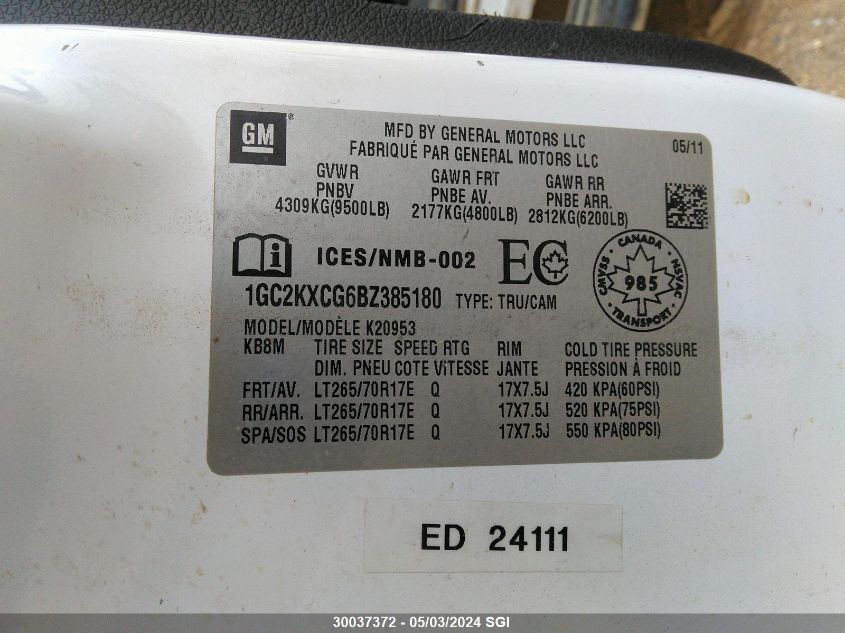 GM ®
MFD BY GENERAL MOTORS LLC
FABRIQUÉ PAR GENERAL MOTORS LLC
05/11
GVWR GAWR FRT GAWR RR
PNBV PNBE AV. PNBE ARR.
4309KG(9500LB) 2177KG(4800LB) 2812KG(6200LB)
ICES/NMB-002 EC
CANADA
CMVSS 985 NSVAC
TRANSPORT
1GC2KXCG6BZ385180 TYPE: TRU/CAM
MODEL/MODÈLE K20953
KB8M TIRE SIZE SPEED RTG RIM COLD TIRE PRESSURE
DIM. PNEU COTE VITESSE JANTE PRESSION À FROID
FRT/AV. LT265/70R17E Q 17X7.5J 420 KPA(60PSI)
RR/ARR. LT265/70R17E Q 17X7.5J 520 KPA(75PSI)
SPA/SOS LT265/70R17E Q 17X7.5J 550 KPA(80PSI)
ED 24111
30037372 - 05/03/2024 SGI